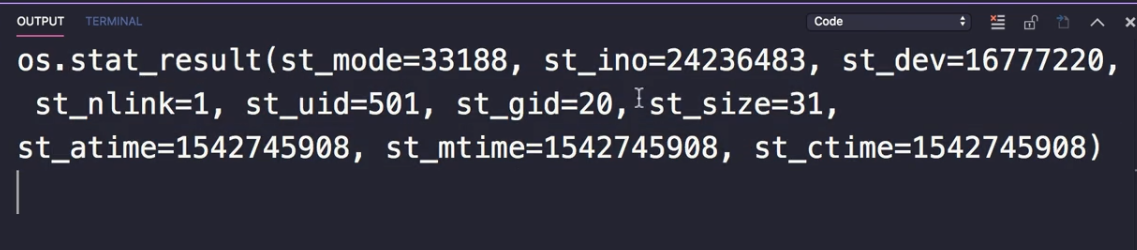 OUTPUT TERMINAL Code
os.stat_result(st_mode=33188, st_ino=24236483, st_dev=16777220,
st_nlink=1, st_uid=501, st_gid=20, st_size=31,
st_atime=1542745908, st_mtime=1542745908, st_ctime=1542745908)